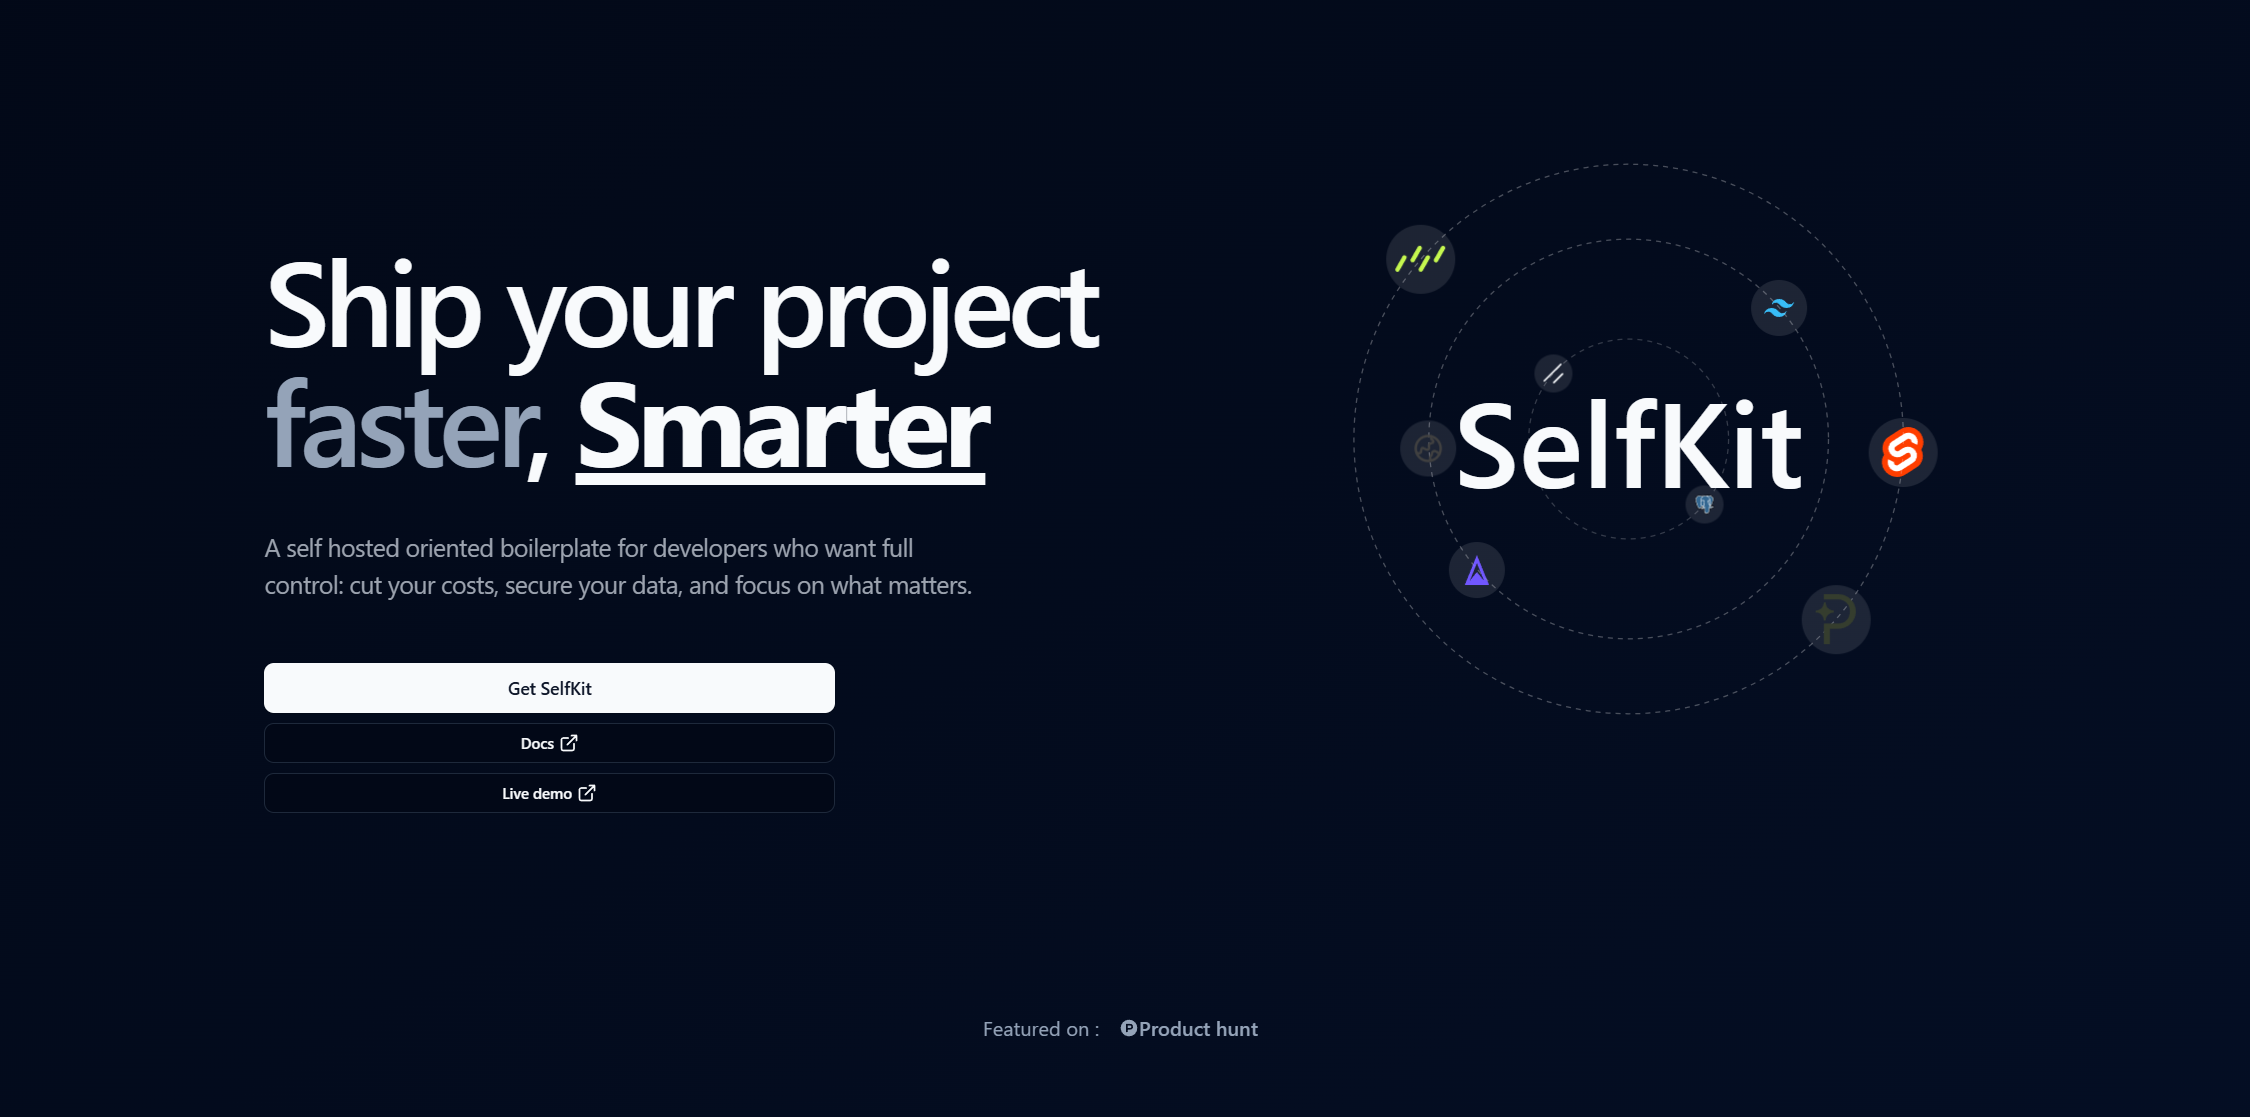 Ship your project
faster, Smarter
A self hosted oriented boilerplate for developers who want full
control: cut your costs, secure your data, and focus on what matters.
Get SelfKit
Docs
Live demo
SelfKit
Featured on : Product hunt